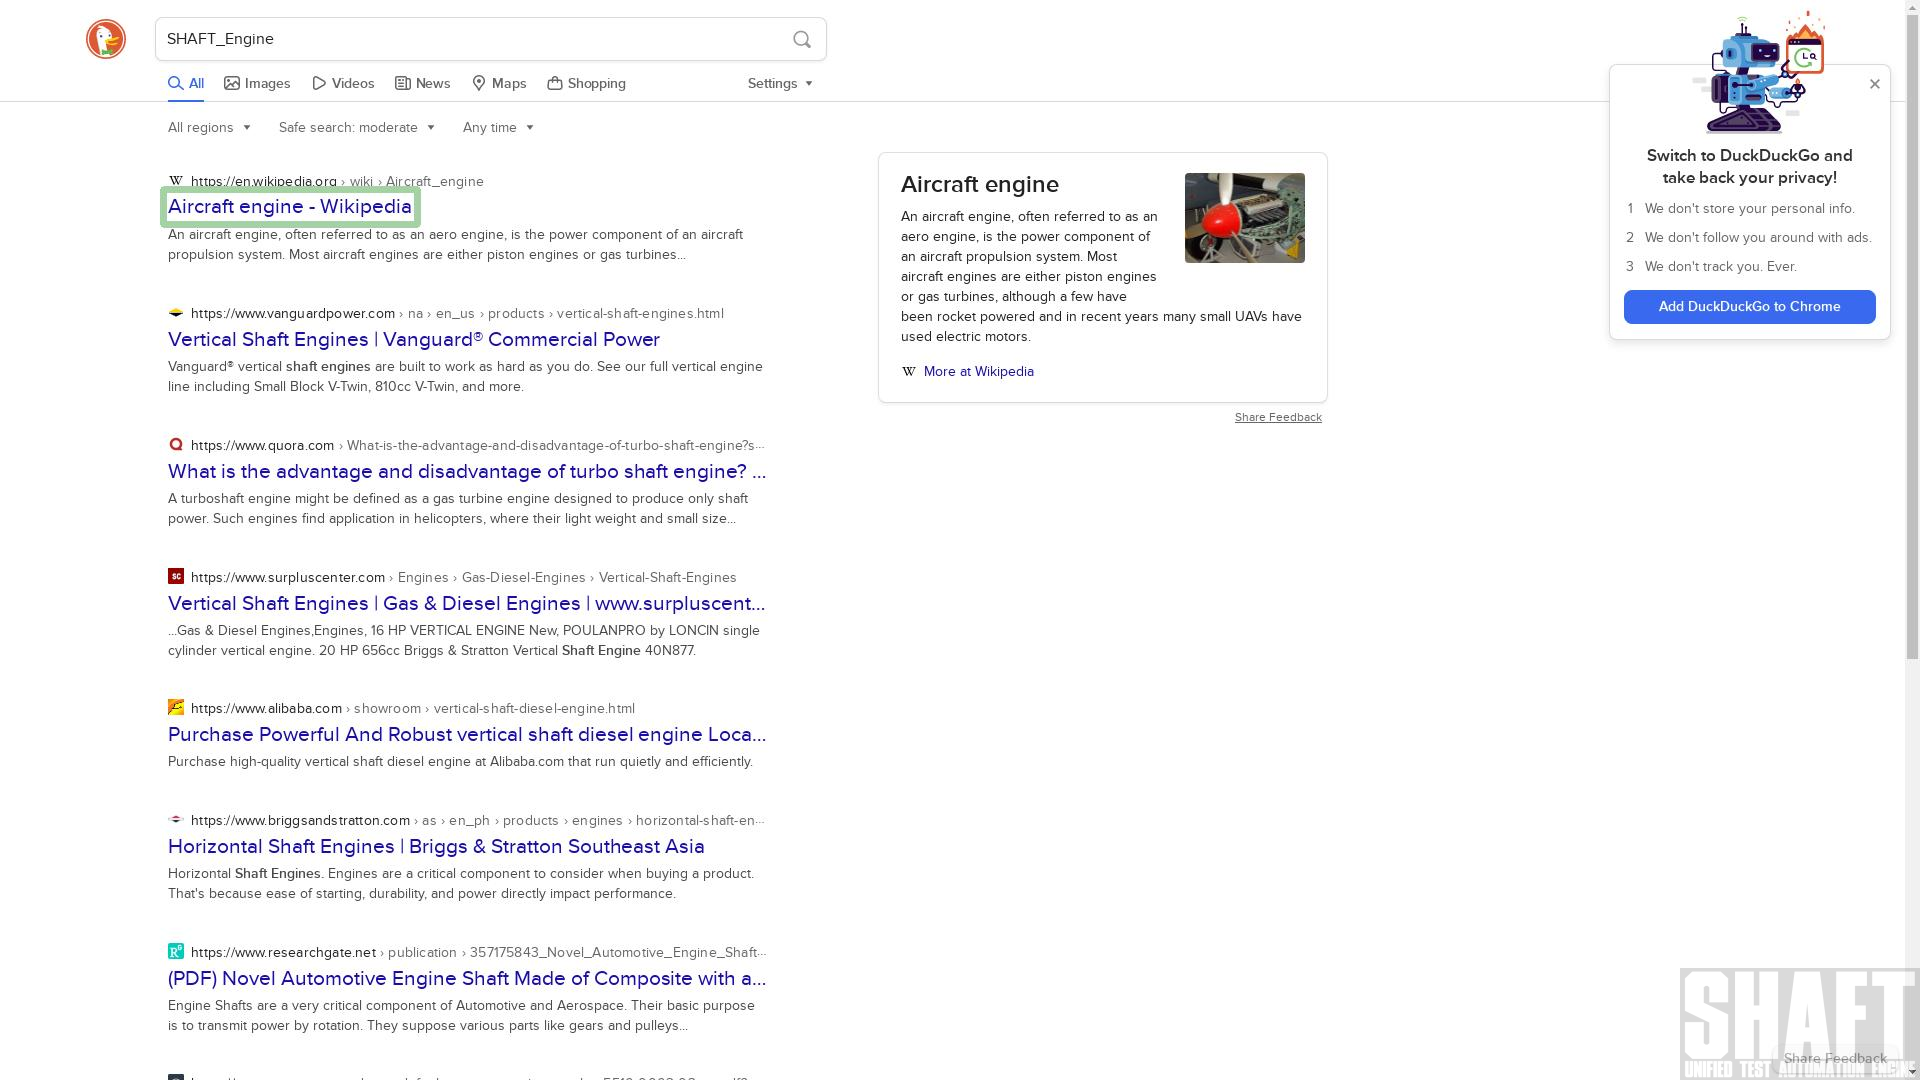 SHAFT_Engine
All Images Videos News Maps Shopping Settings
All regions Safe search: moderate Any time
https://en.wikipedia.org › wiki › Aircraft_engine
Aircraft engine - Wikipedia
An aircraft engine, often referred to as an aero engine, is the power component of an aircraft
propulsion system. Most aircraft engines are either piston engines or gas turbines...
https://www.vanguardpower.com › na › en_us › products › vertical-shaft-engines.html
Vertical Shaft Engines | Vanguard® Commercial Power
Vanguard® vertical shaft engines are built to work as hard as you do. See our full vertical engine
line including Small Block V-Twin, 810cc V-Twin, and more.
https://www.quora.com › What-is-the-advantage-and-disadvantage-of-turbo-shaft-engine?s...
What is the advantage and disadvantage of turbo shaft engine? ...
A turboshaft engine might be defined as a gas turbine engine designed to produce only shaft
power. Such engines find application in helicopters, where their light weight and small size...
https://www.surpluscenter.com › Engines › Gas-Diesel-Engines › Vertical-Shaft-Engines
Vertical Shaft Engines | Gas & Diesel Engines | www.surpluscent...
...Gas & Diesel Engines,Engines, 16 HP VERTICAL ENGINE New, POULANPRO by LONCIN single
cylinder vertical engine. 20 HP 656cc Briggs & Stratton Vertical Shaft Engine 40N877.
https://www.alibaba.com › showroom › vertical-shaft-diesel-engine.html
Purchase Powerful And Robust vertical shaft diesel engine Loca...
Purchase high-quality vertical shaft diesel engine at Alibaba.com that run quietly and efficiently.
https://www.briggsandstratton.com › as › en_ph › products › engines › horizontal-shaft-en...
Horizontal Shaft Engines | Briggs & Stratton Southeast Asia
Horizontal Shaft Engines. Engines are a critical component to consider when buying a product.
That's because ease of starting, durability, and power directly impact performance.
https://www.researchgate.net › publication › 357175843_Novel_Automotive_Engine_Shaft...
(PDF) Novel Automotive Engine Shaft Made of Composite with a...
Engine Shafts are a very critical component of Automotive and Aerospace. Their basic purpose
is to transmit power by rotation. They suppose various parts like gears and pulleys...
Aircraft engine
An aircraft engine, often referred to as an
aero engine, is the power component of
an aircraft propulsion system. Most
aircraft engines are either piston engines
or gas turbines, although a few have
been rocket powered and in recent years many small UAVs have
used electric motors.
W More at Wikipedia
Share Feedback
Switch to DuckDuckGo and
take back your privacy!
1 We don't store your personal info.
2 We don't follow you around with ads.
3 We don't track you. Ever.
Add DuckDuckGo to Chrome
SHAFT
Share Feedback
UNIFIED TEST AUTOMATION ENGINE